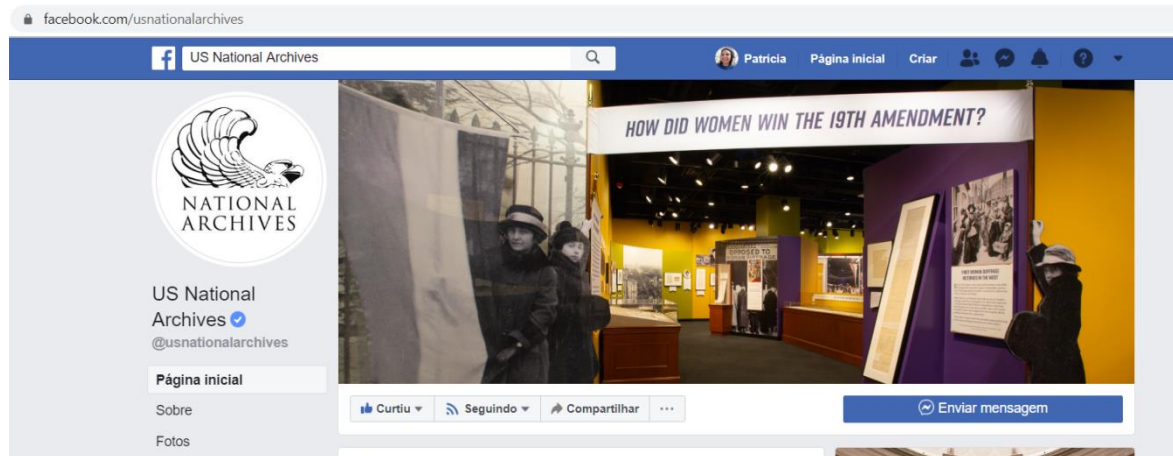 facebook.com/usnationalarchives
US National Archives
Patrícia
Página inicial
Criar
HOW DID WOMEN WIN THE 19TH AMENDMENT?
OPPOSED TO
NATIONAL
ARCHIVES
US National
Archives
@usnationalarchives
Página inicial
Sobre
Fotos
Curtiu
Seguindo
Compartilhar
Enviar mensagem